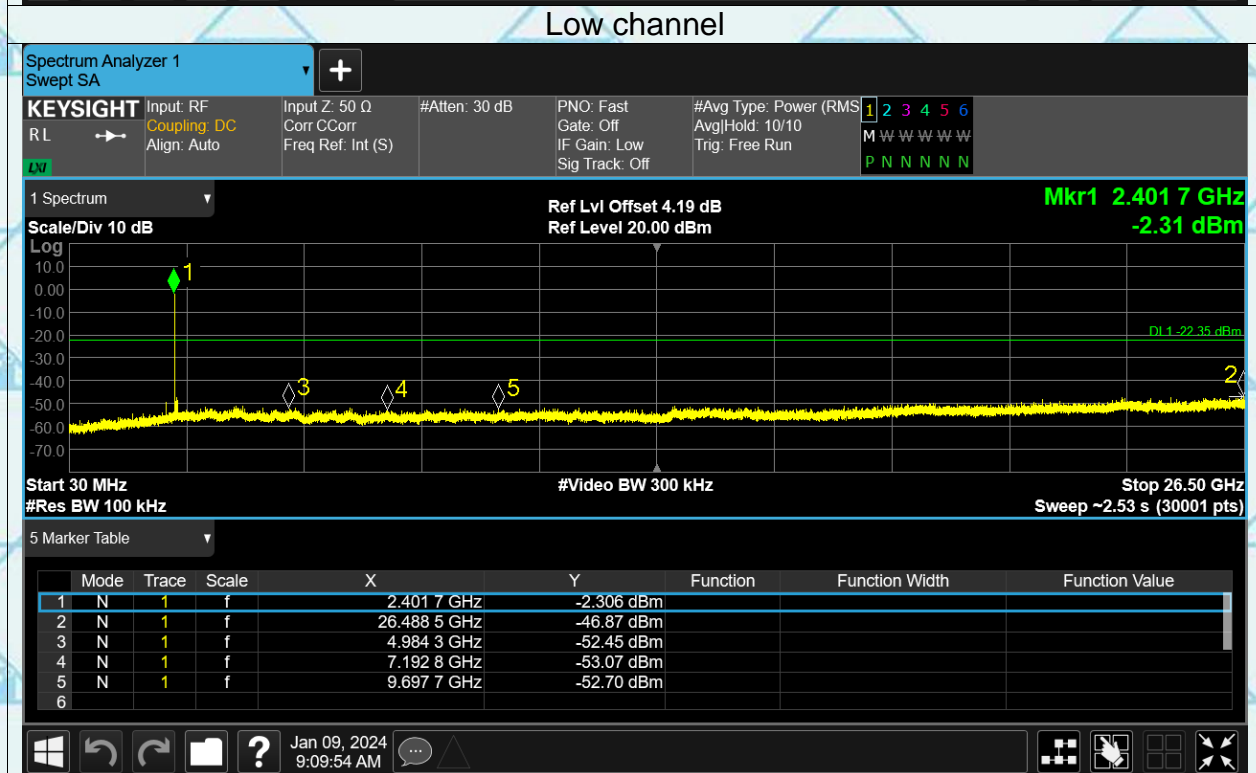 Low channel
Spectrum Analyzer 1
Swept SA
KEYSIGHT
R L
LXI
Input: RF
Coupling: DC
Align: Auto
Input Z: 50 Ω
Corr CCorr
Freq Ref: Int (S)
#Atten: 30 dB
PNO: Fast
Gate: Off
IF Gain: Low
Sig Track: Off
#Avg Type: Power (RMS
Avg|Hold: 10/10
Trig: Free Run
1 2 3 4 5 6
M W W W W W
P N N N N N
1 Spectrum
Scale/Div 10 dB
Ref Lvl Offset 4.19 dB
Ref Level 20.00 dBm
Mkr1 2.401 7 GHz
-2.31 dBm
Log
10.0
0.00
-10.0
-20.0
-30.0
-40.0
-50.0
-60.0
-70.0
1
3
4
5
2
DL1 -22.35 dBm
Start 30 MHz
#Video BW 300 kHz
Stop 26.50 GHz
#Res BW 100 kHz
Sweep ~2.53 s (30001 pts)
5 Marker Table
Mode Trace Scale X Y Function Function Width Function Value
1 N 1 f 2.401 7 GHz -2.306 dBm
2 N 1 f 26.488 5 GHz -46.87 dBm
3 N 1 f 4.984 3 GHz -52.45 dBm
4 N 1 f 7.192 8 GHz -53.07 dBm
5 N 1 f 9.697 7 GHz -52.70 dBm
6
?
Jan 09, 2024
9:09:54 AM